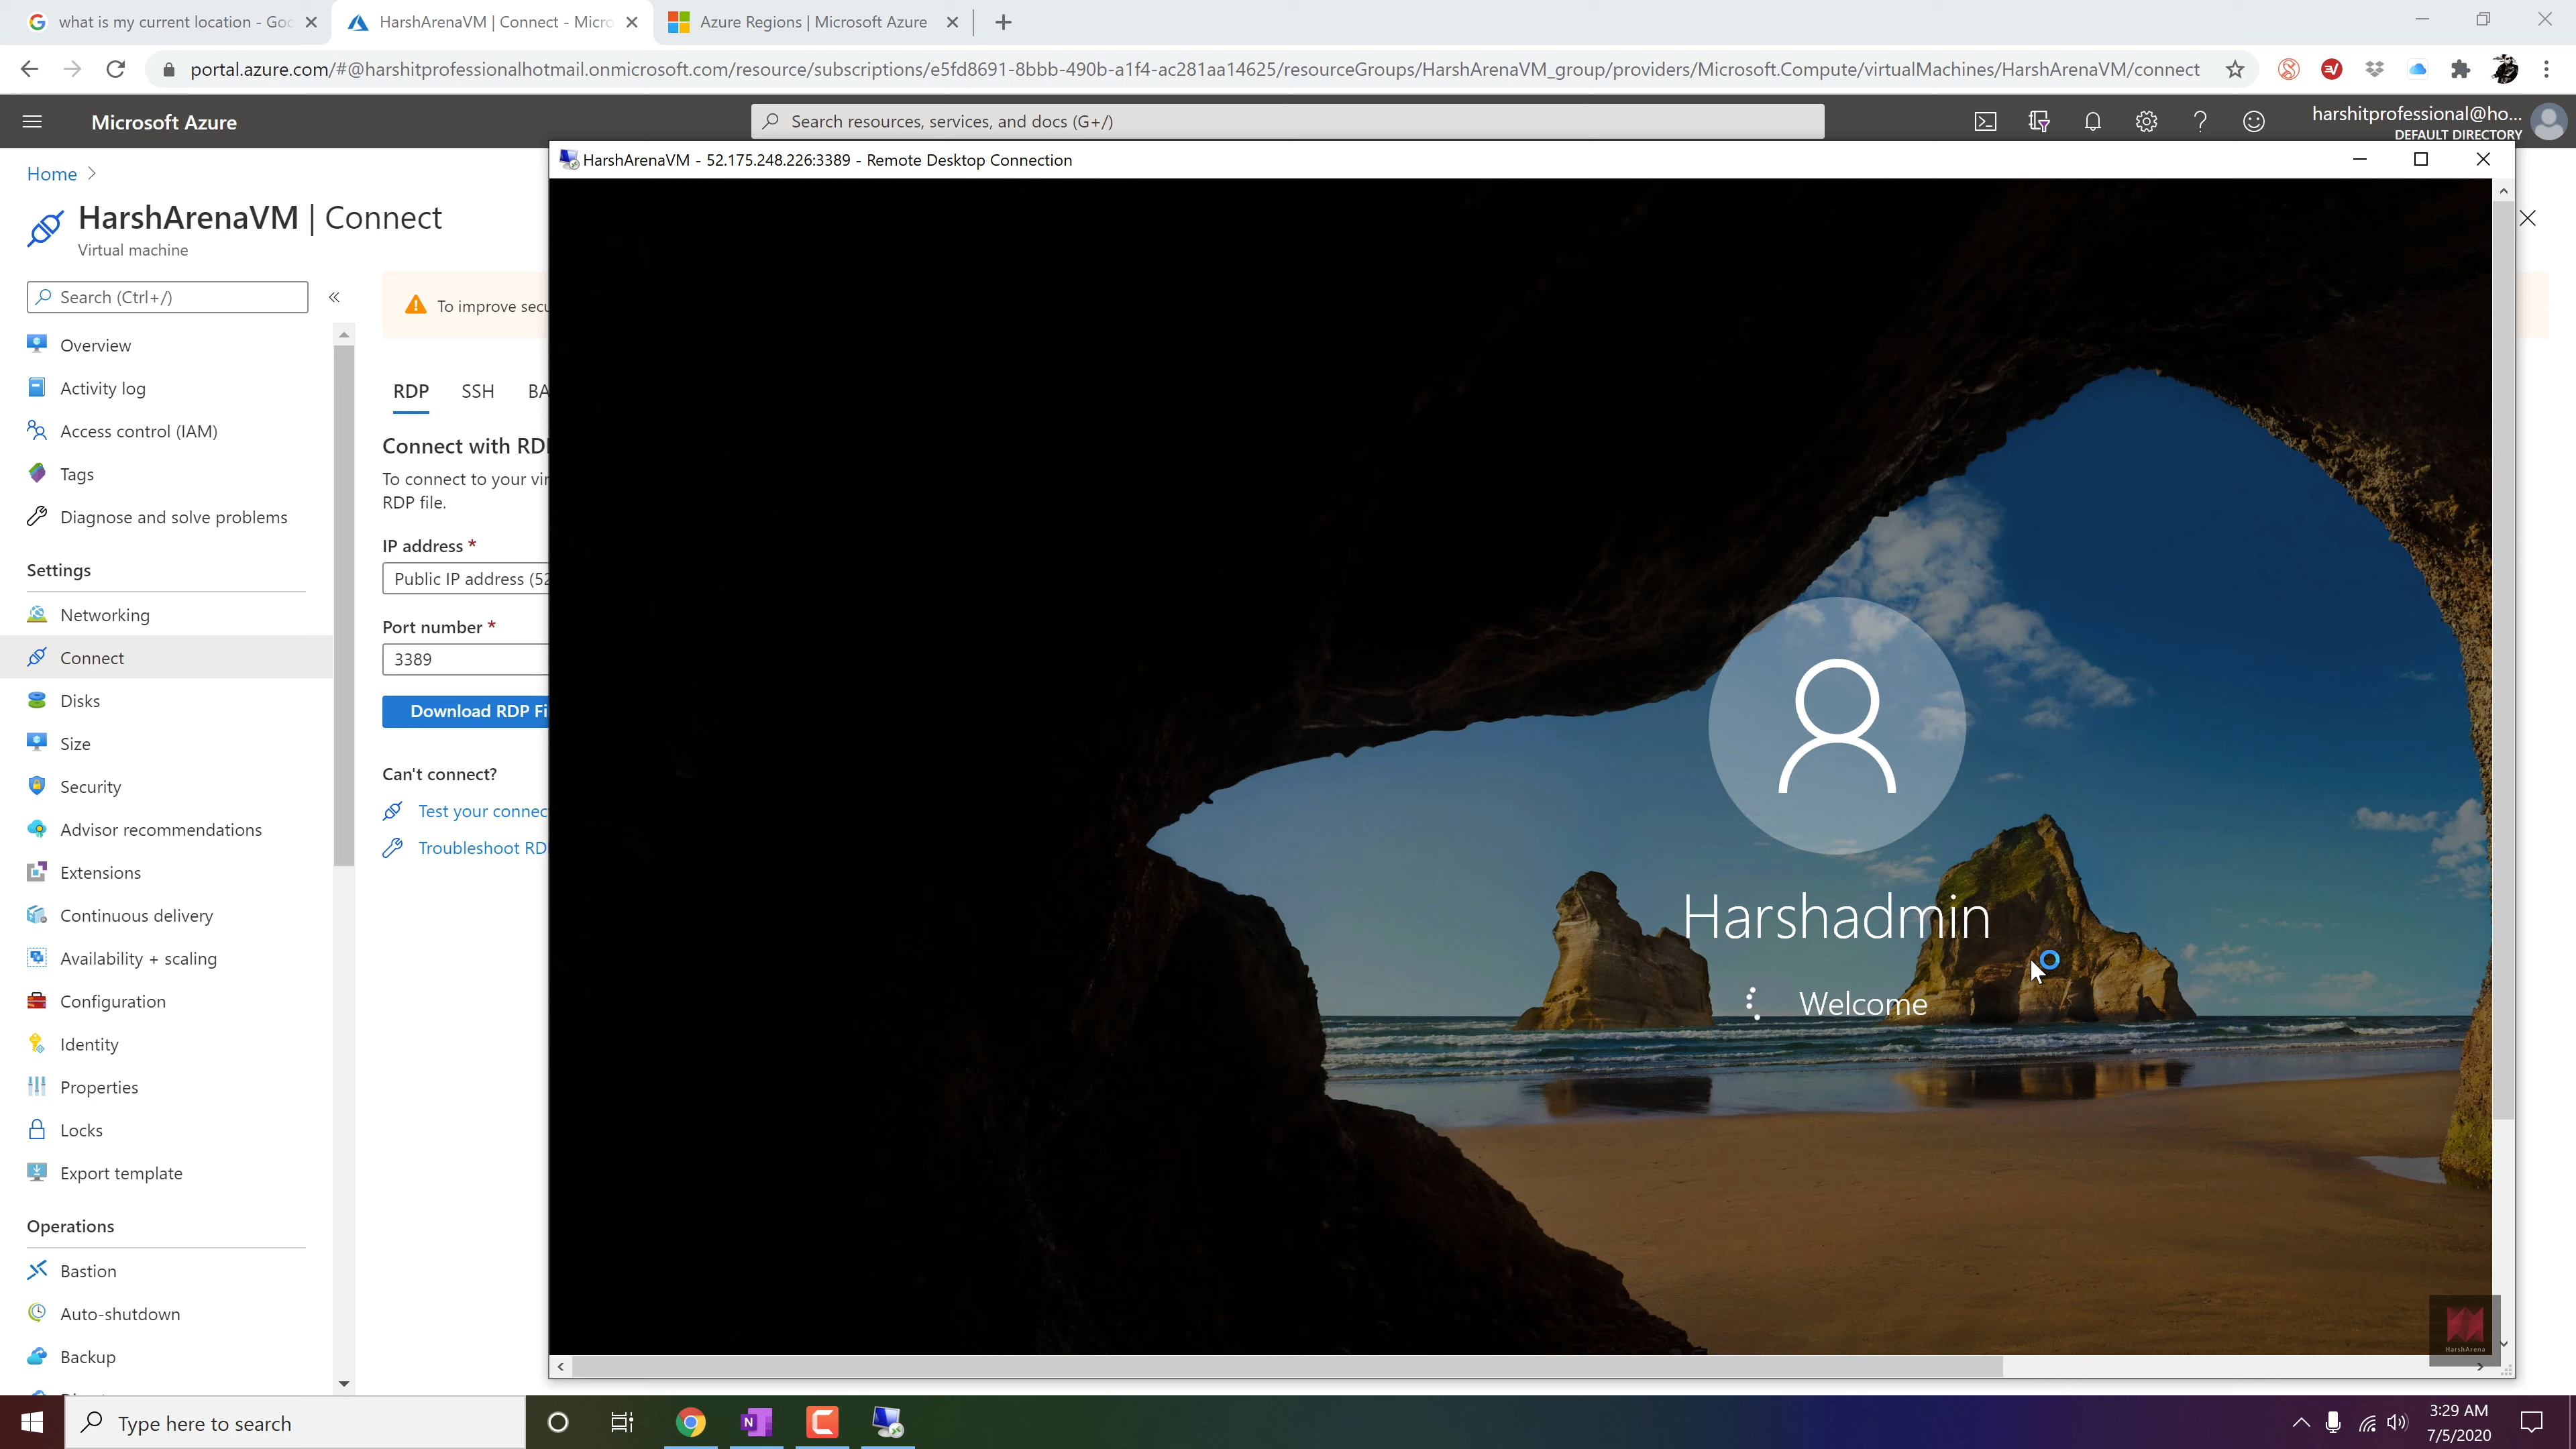 what is my current location - Goo
HarshArenaVM | Connect - Micro
Azure Regions | Microsoft Azure
portal.azure.com/#@harshitprofessionalhotmail.onmicrosoft.com/resource/subscriptions/e5fd8691-8bbb-490b-a1f4-ac281aa14625/resourceGroups/HarshArenaVM_group/providers/Microsoft.Compute/virtualMachines/HarshArenaVM/connect
Microsoft Azure
Search resources, services, and docs (G+/)
harshitprofessional@ho...
DEFAULT DIRECTORY
HarshArenaVM - 52.175.248.226:3389 - Remote Desktop Connection
Home
HarshArenaVM | Connect
Virtual machine
Search (Ctrl+/)
«
To improve secu
Overview
Activity log
Access control (IAM)
Tags
Diagnose and solve problems
Settings
Networking
Connect
Disks
Size
Security
Advisor recommendations
Extensions
Continuous delivery
Availability + scaling
Configuration
Identity
Properties
Locks
Export template
Operations
Bastion
Auto-shutdown
Backup
RDP SSH BA
Connect with RDP
To connect to your vir
RDP file.
IP address *
Public IP address (52
Port number *
3389
Download RDP Fi
Can't connect?
Test your connec
Troubleshoot RD
Harshadmin
Welcome
HarshArena
Type here to search
3:29 AM
7/5/2020